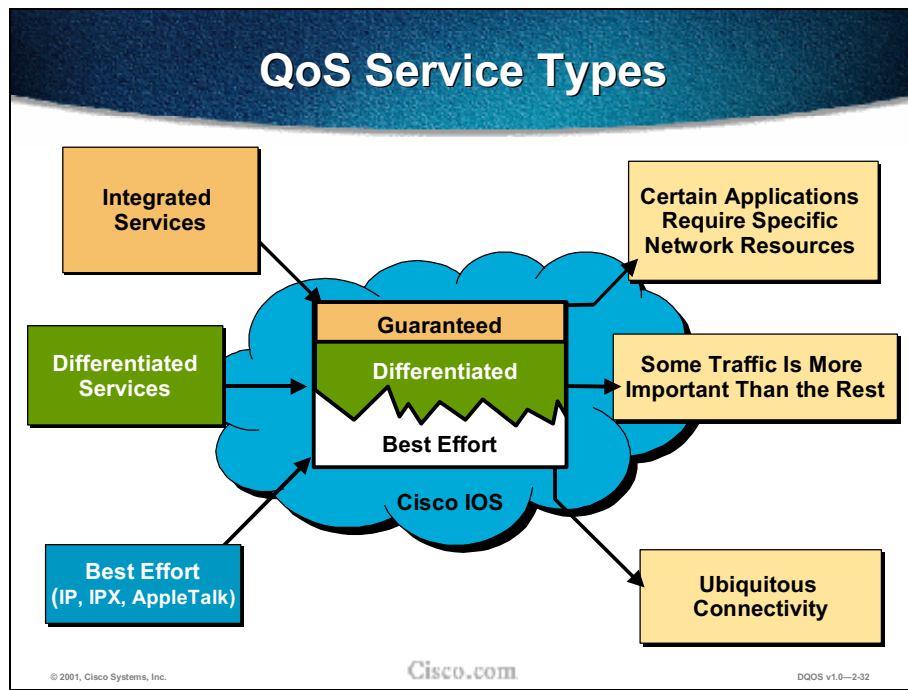 QoS Service Types
Integrated
Services
Certain Applications
Require Specific
Network Resources
Guaranteed
Differentiated
Services
Differentiated
Some Traffic Is More
Important Than the Rest
Best Effort
Cisco IOS
Best Effort
(IP, IPX, AppleTalk)
Ubiquitous
Connectivity
© 2001, Cisco Systems, Inc.
Cisco.com
DQOS v1.0—2-32